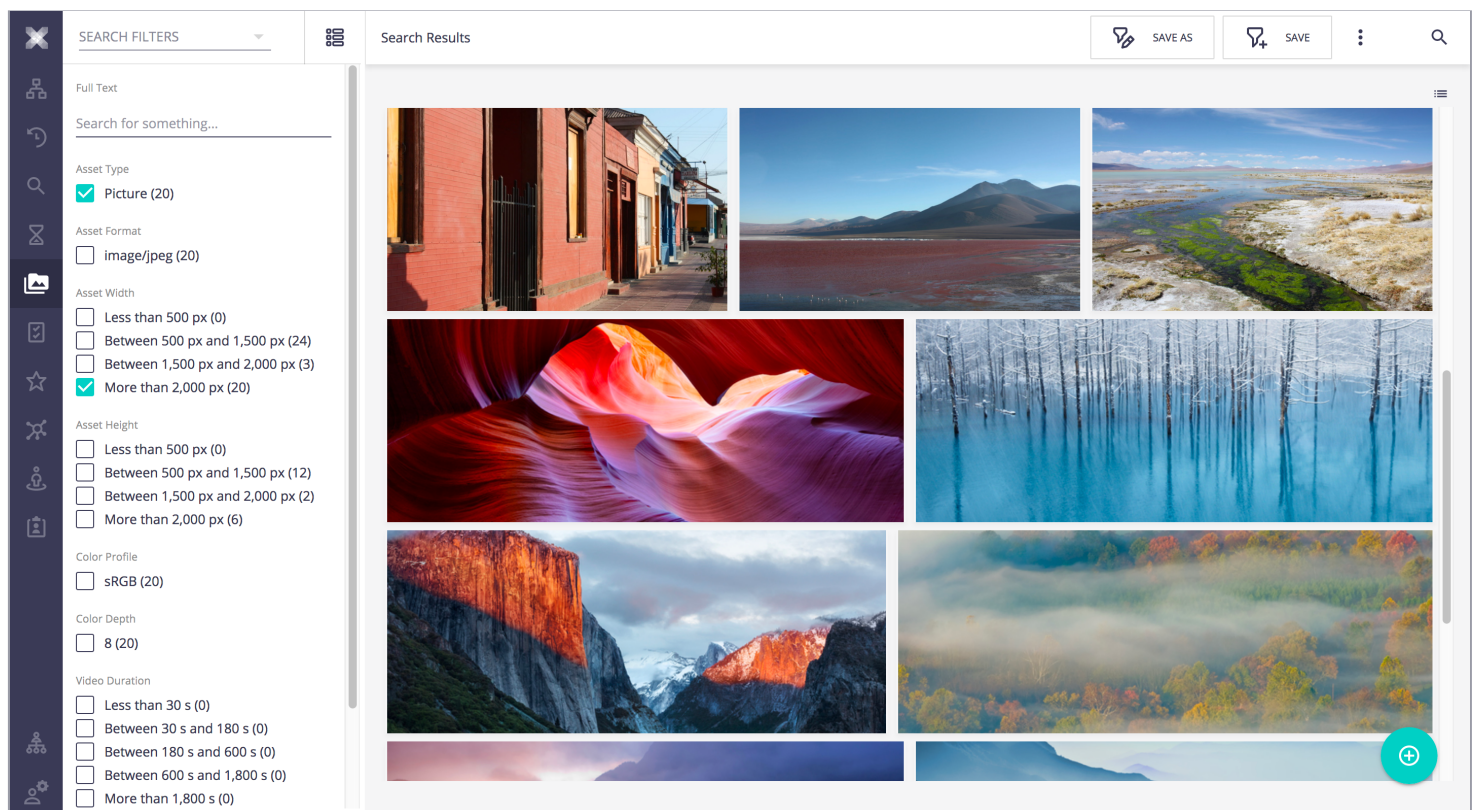 SEARCH FILTERS
Search Results
SAVE AS
SAVE
Full Text
Search for something...
Asset Type
Picture (20)
Asset Format
image/jpeg (20)
Asset Width
Less than 500 px (0)
Between 500 px and 1,500 px (24)
Between 1,500 px and 2,000 px (3)
More than 2,000 px (20)
Asset Height
Less than 500 px (0)
Between 500 px and 1,500 px (12)
Between 1,500 px and 2,000 px (2)
More than 2,000 px (6)
Color Profile
sRGB (20)
Color Depth
8 (20)
Video Duration
Less than 30 s (0)
Between 30 s and 180 s (0)
Between 180 s and 600 s (0)
Between 600 s and 1,800 s (0)
More than 1,800 s (0)